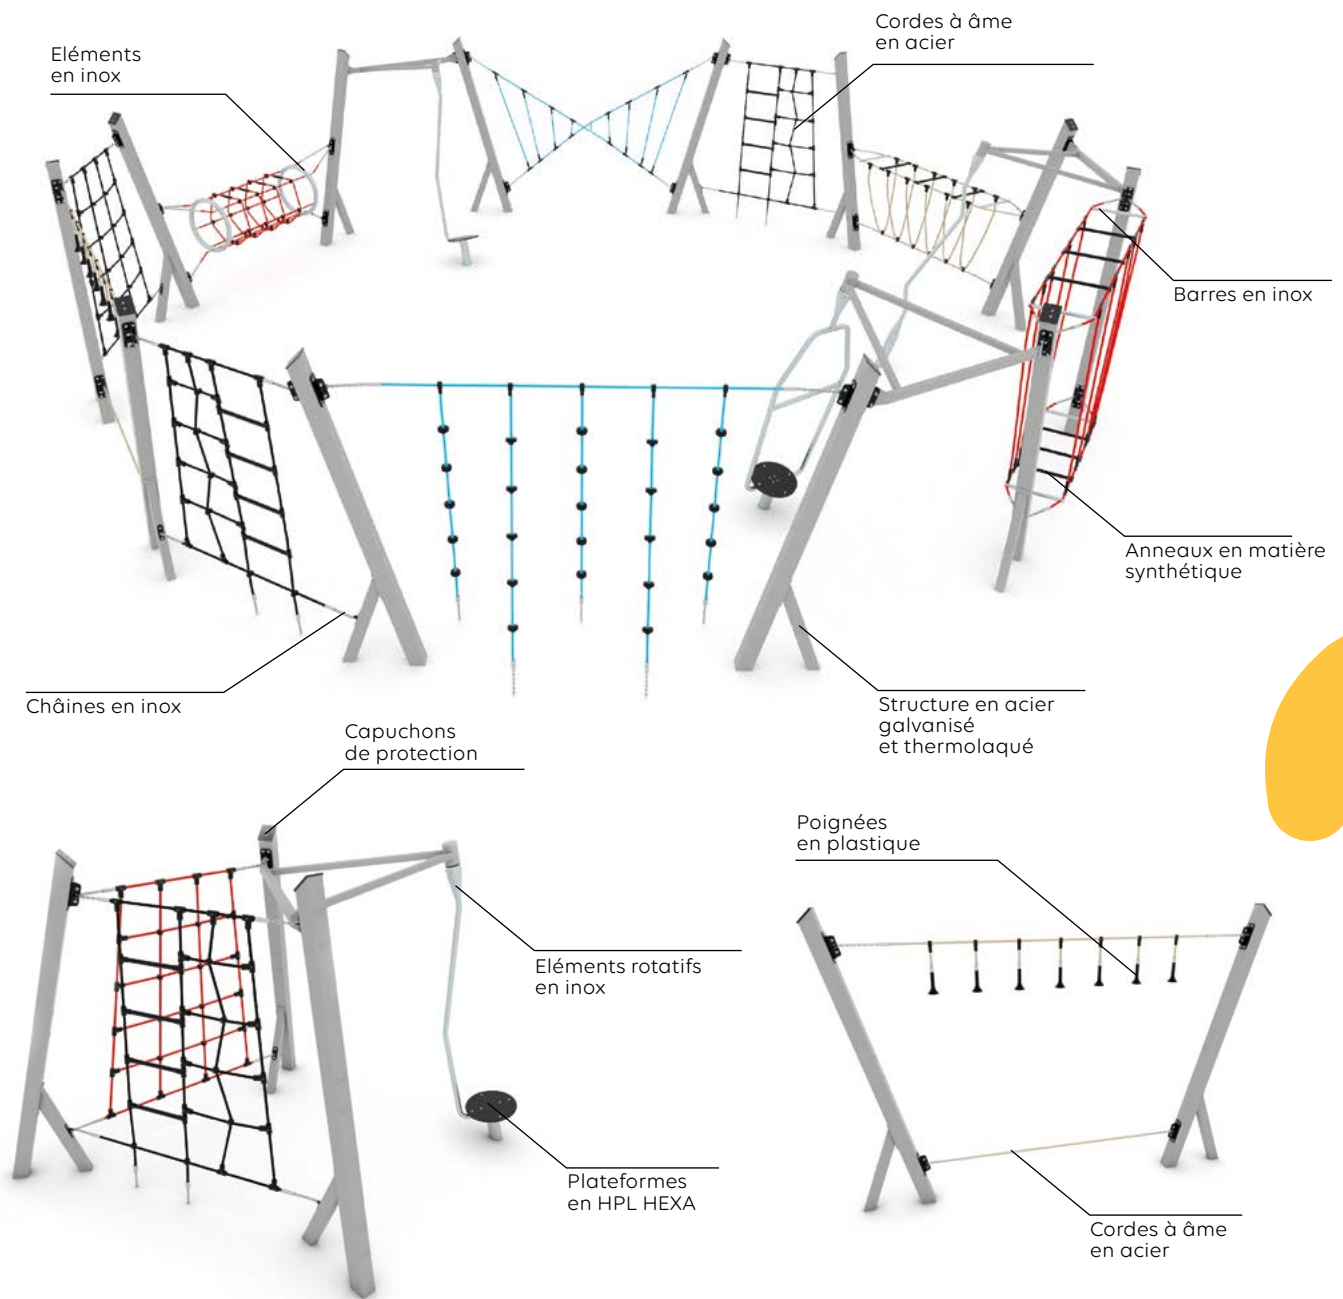 Cordes à âme
en acier
Eléments
en inox
Barres en inox
Anneaux en matière
synthétique
Châines en inox
Structure en acier
galvanisé
et thermolaqué
Capuchons
de protection
Poignées
en plastique
Eléments rotatifs
en inox
Plateformes
en HPL HEXA
Cordes à âme
en acier